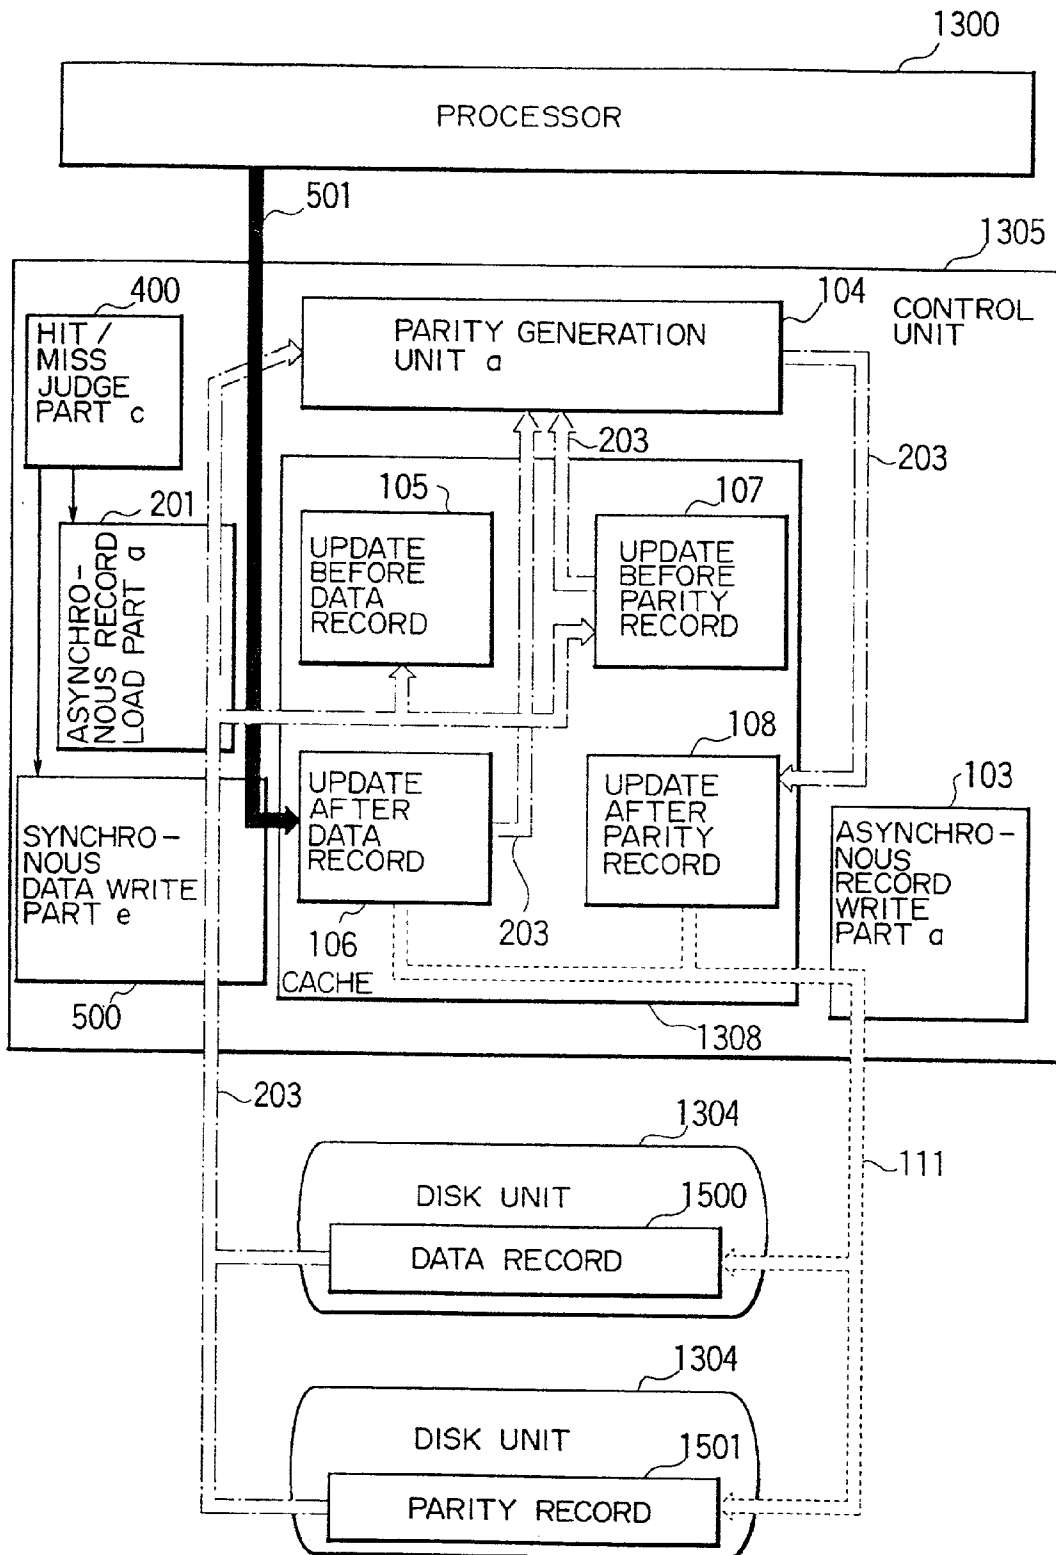 1300
PROCESSOR
501
1305
400
HIT /
MISS
JUDGE
PART c
104
PARITY GENERATION
UNIT a
CONTROL
UNIT
203
203
201
ASYNCHRO-
NOUS RECORD
LOAD PART a
105
UPDATE
BEFORE
DATA
RECORD
107
UPDATE
BEFORE
PARITY
RECORD
108
UPDATE
AFTER
DATA
RECORD
UPDATE
AFTER
PARITY
RECORD
103
SYNCHRO-
NOUS
DATA WRITE
PART e
ASYNCHRO-
NOUS
RECORD
WRITE
PART a
106
203
CACHE
500
1308
203
1304
111
DISK UNIT
1500
DATA RECORD
1304
DISK UNIT
1501
PARITY RECORD